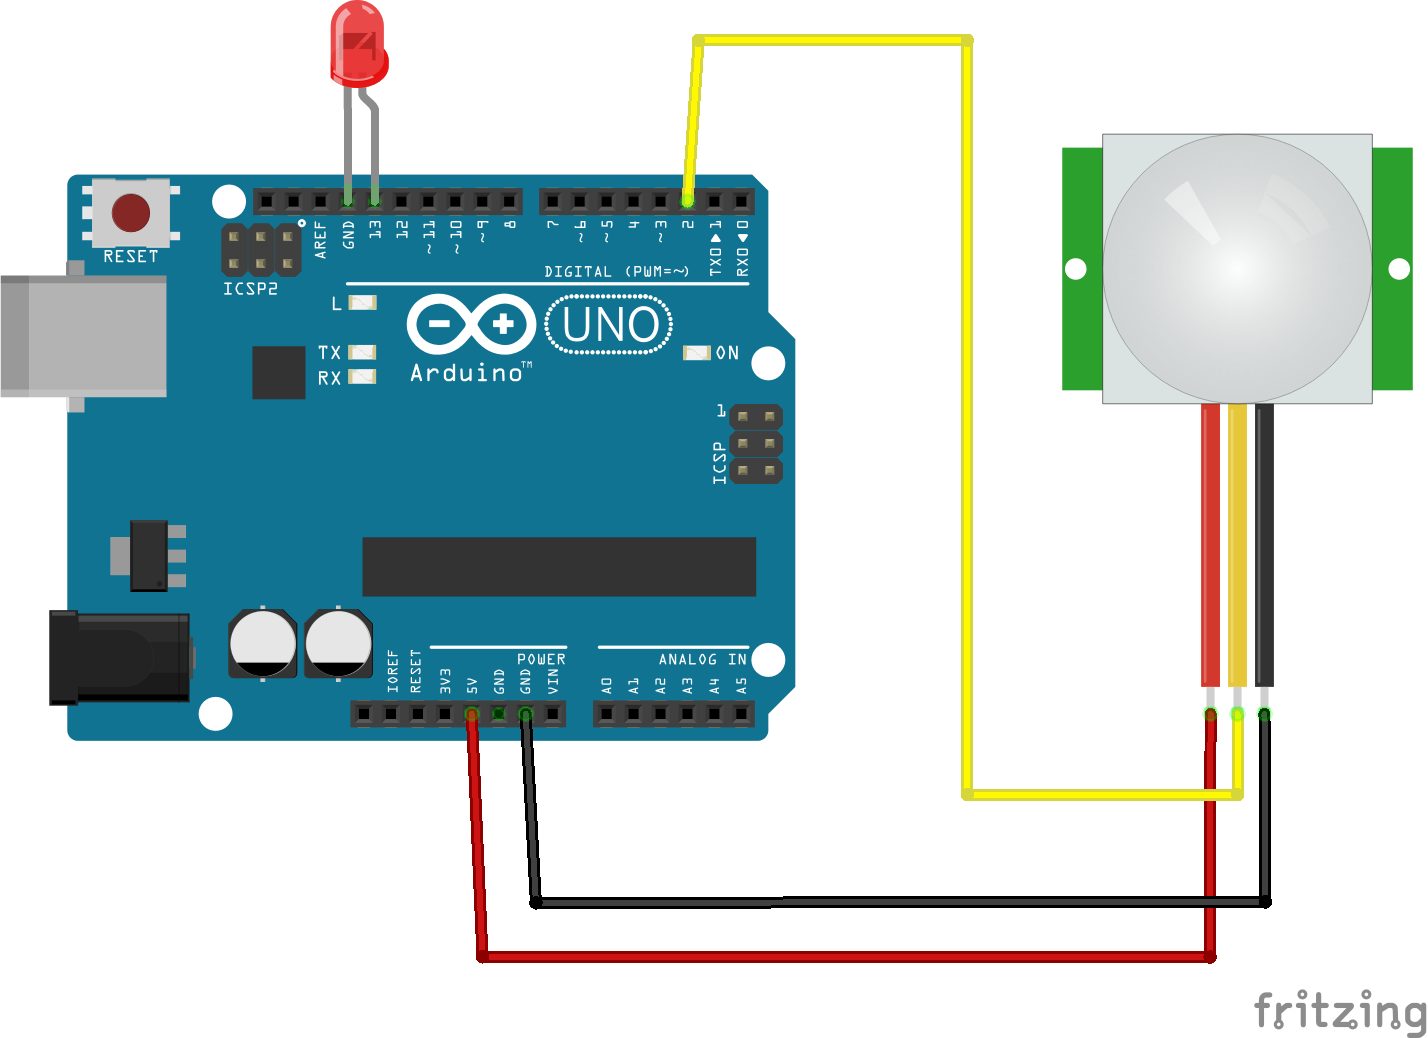 RESET
ICSP2
AREF
GND
13
12
~11
~10
~9
8
7
~6
~5
4
~3
2
TX0▶1
RX0◀0
DIGITAL (PWM=~)
L
TX
RX
Arduino™
UNO
ON
1
ICSP
IOREF
RESET
3V3
5V
GND
GND
VIN
POWER
ANALOG IN
A0
A1
A2
A3
A4
A5
fritzing